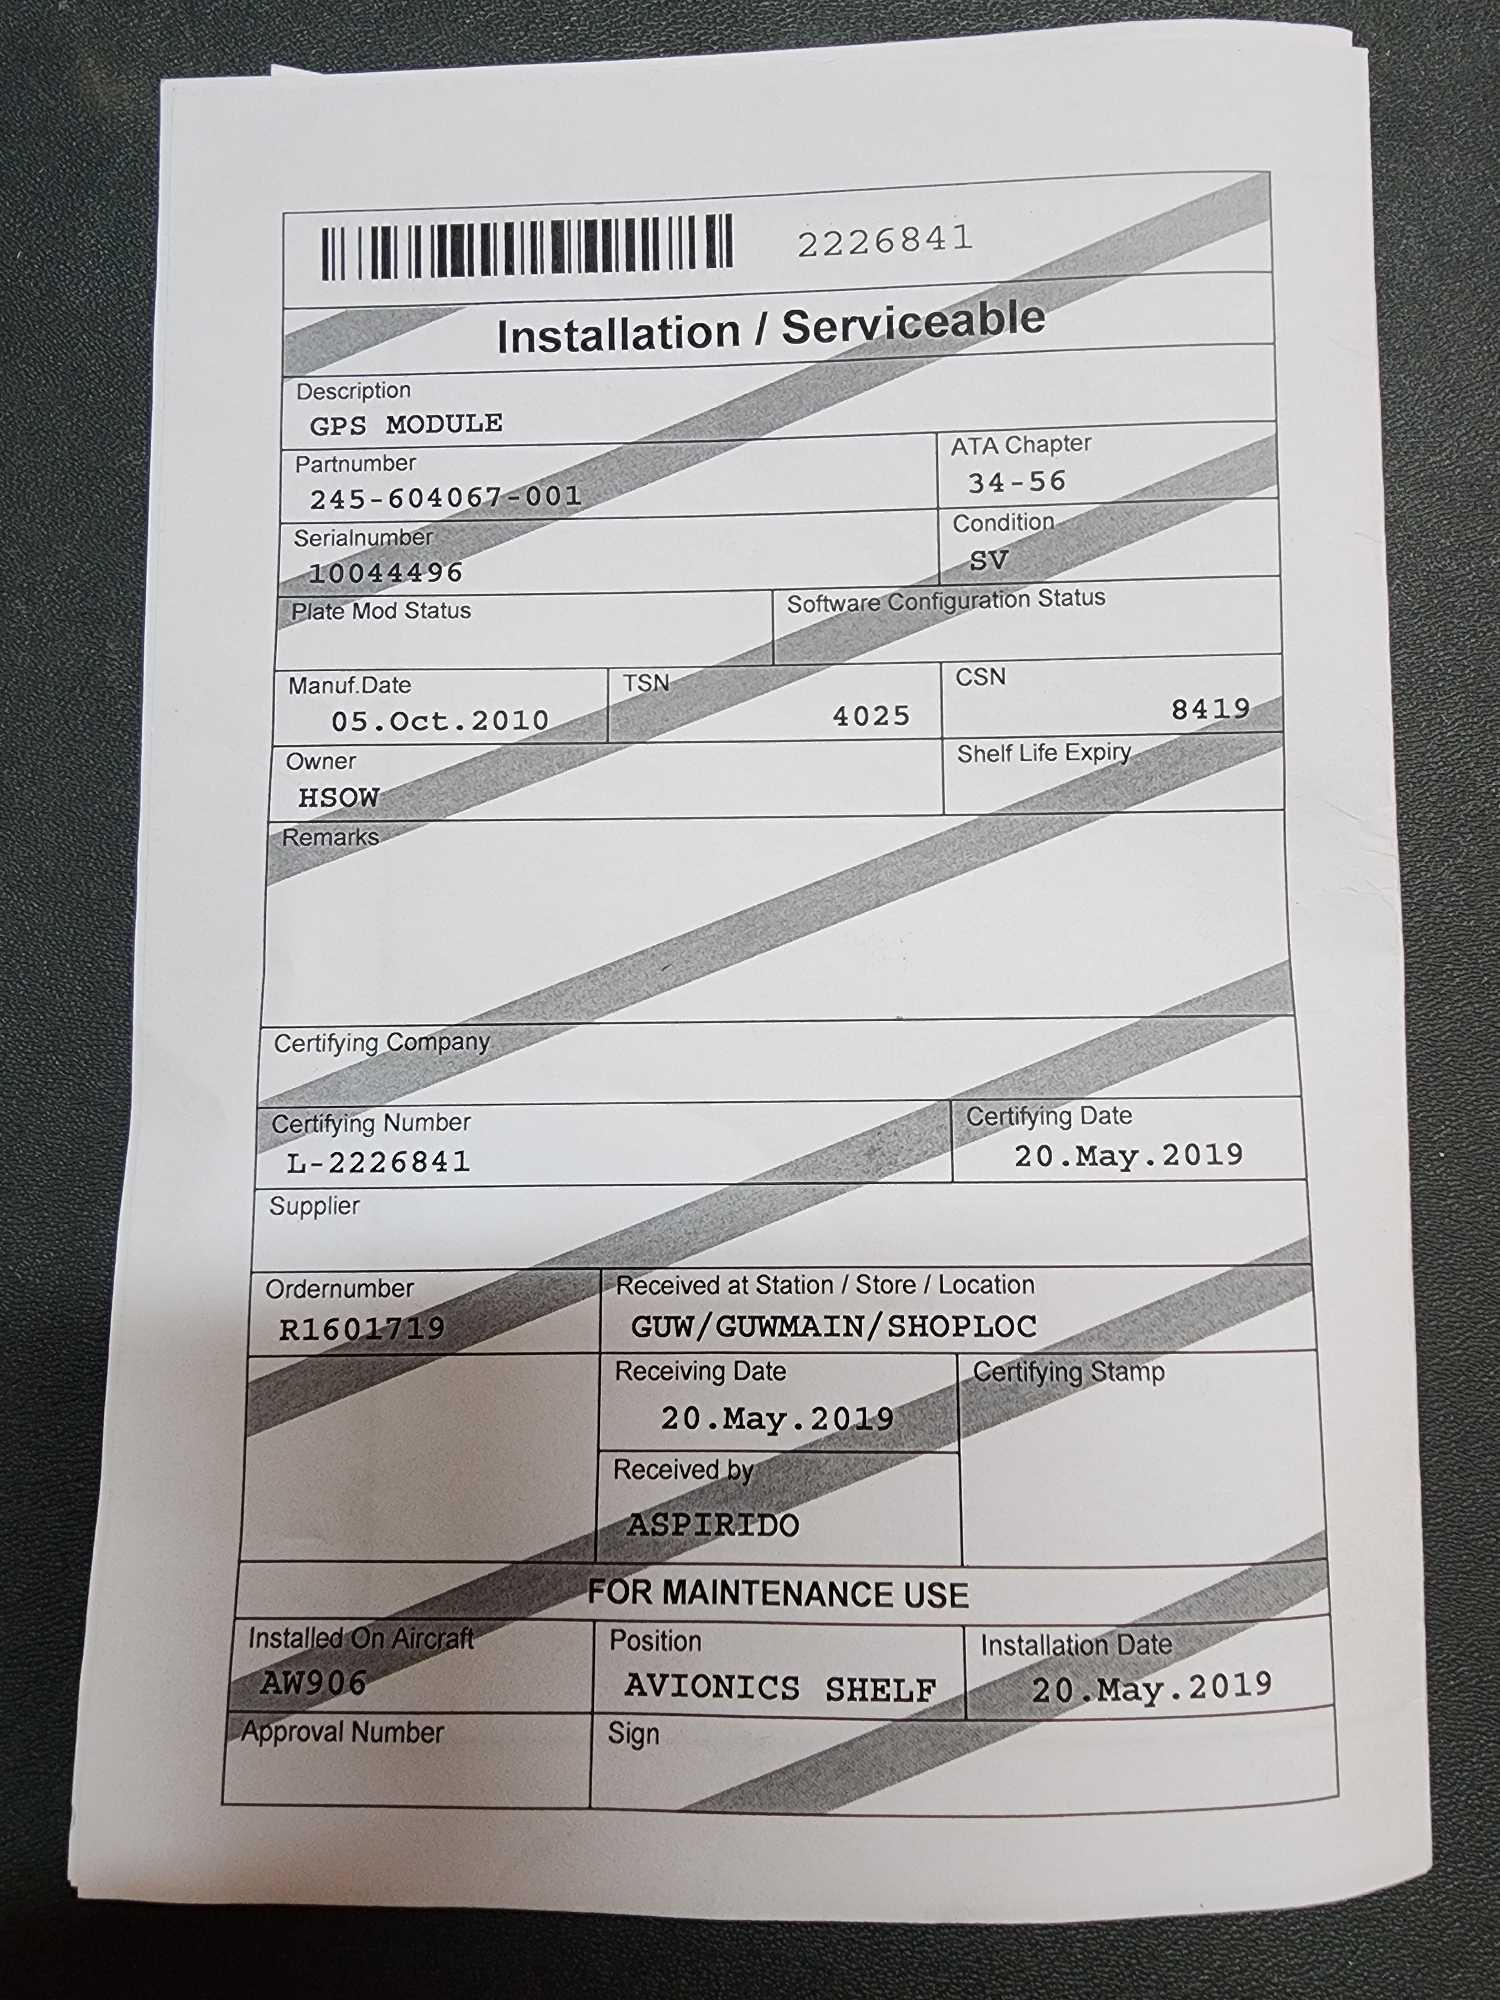 2226841
Installation / Serviceable
Description
GPS MODULE
Partnumber
245-604067-001
ATA Chapter
34-56
Serialnumber
10044496
Condition
SV
Plate Mod Status
Software Configuration Status
Manuf.Date
05.Oct.2010
TSN
4025
CSN
8419
Owner
HSOW
Shelf Life Expiry
Remarks
Certifying Company
Certifying Number
L-2226841
Certifying Date
20.May.2019
Supplier
Ordernumber
R1601719
Received at Station / Store / Location
GUW/GUWMAIN/SHOPLOC
Receiving Date
20.May.2019
Certifying Stamp
Received by
ASPIRIDO
FOR MAINTENANCE USE
Installed On Aircraft
AW906
Position
AVIONICS SHELF
Installation Date
20.May.2019
Approval Number
Sign